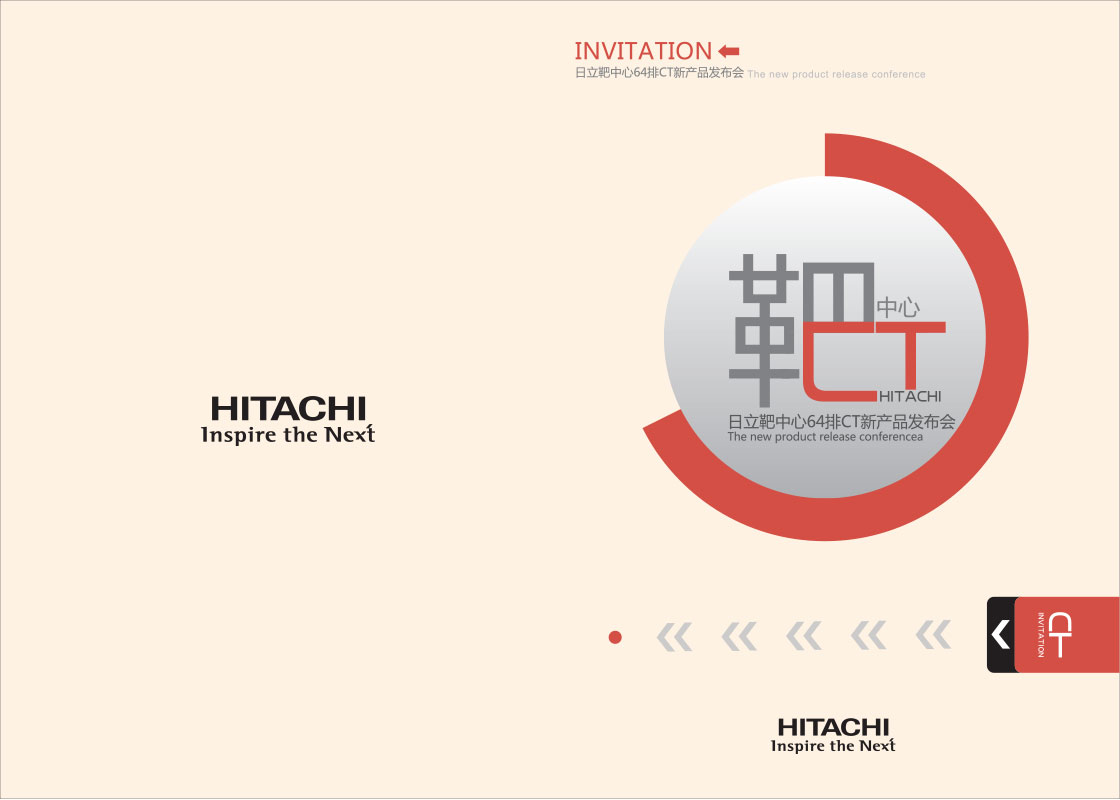 HITACHI
Inspire the Next
INVITATION
日立靶中心64排CT新产品发布会 The new product release conference
靶CT
中心
HITACHI
日立靶中心64排CT新产品发布会
The new product release conferencea
CT
INVITATION
HITACHI
Inspire the Next